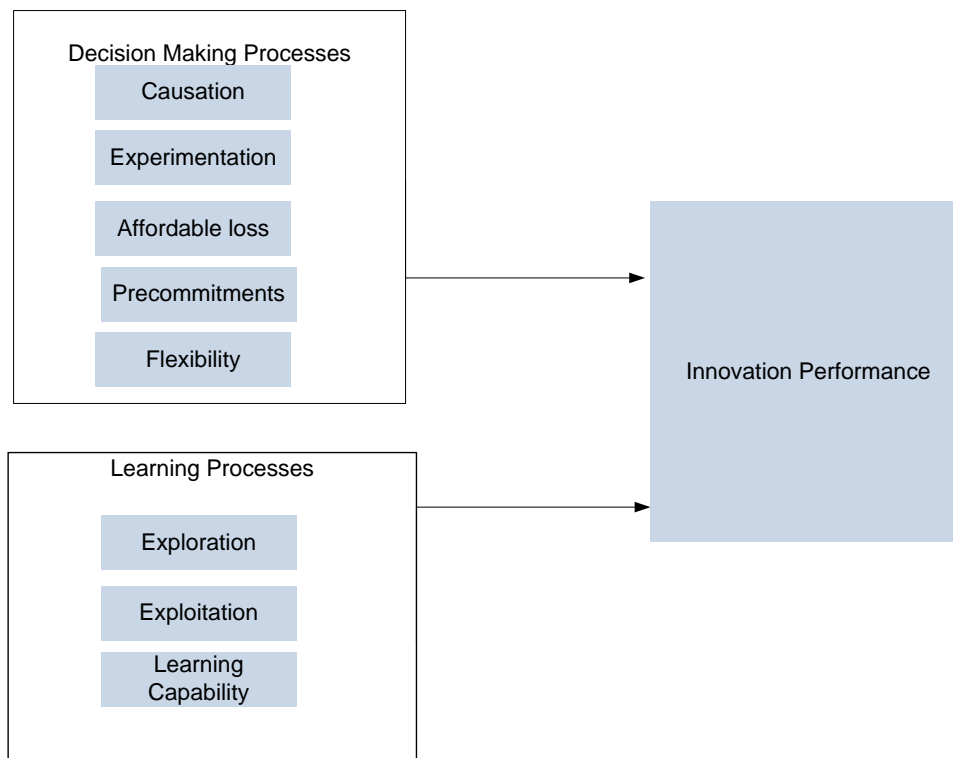 Decision Making Processes
Causation
Experimentation
Affordable loss
Precommitments
Flexibility
Innovation Performance
Learning Processes
Exploration
Exploitation
Learning
Capability